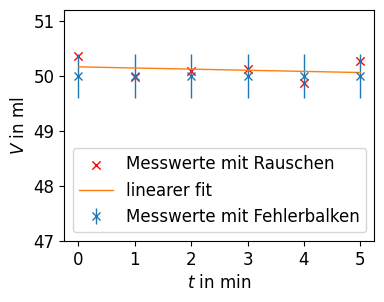 51
50
49
48
47
V in ml
Messwerte mit Rauschen
linearer fit
Messwerte mit Fehlerbalken
0 1 2 3 4 5
t in min